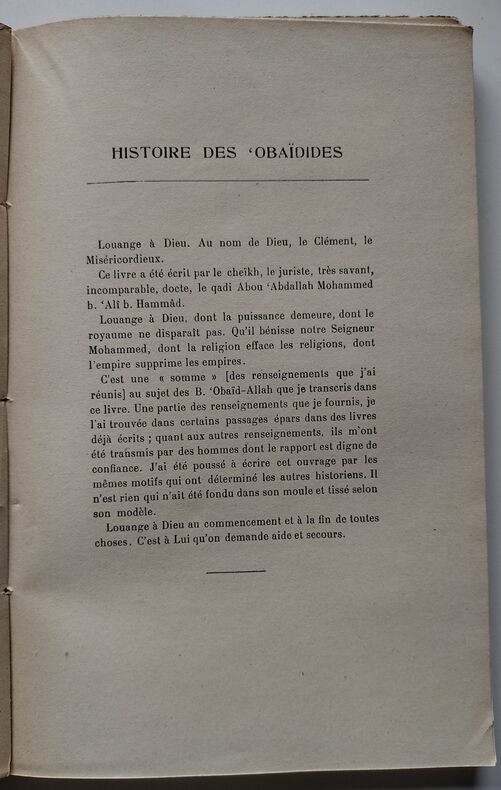 HISTOIRE DES ‘OBAÏDIDES
Louange à Dieu. Au nom de Dieu, le Clément, le
Miséricordieux.
Ce livre a été écrit par le cheïkh, le juriste, très savant,
incomparable, docte, le qadi Abou ‘Abdallah Mohammed
b. ‘Alî b. Hammâd.
Louange à Dieu, dont la puissance demeure, dont le
royaume ne disparaît pas. Qu'il bénisse notre Seigneur
Mohammed, dont la religion efface les religions, dont
l'empire supprime les empires.
C'est une « somme » [des renseignements que j'ai
réunis] au sujet des B. ‘Obaïd-Allah que je transcris dans
ce livre. Une partie des renseignements que je fournis, je
l'ai trouvée dans certains passages épars dans des livres
déjà écrits ; quant aux autres renseignements, ils m'ont
été transmis par des hommes dont le rapport est digne de
confiance. J'ai été poussé à écrire cet ouvrage par les
mêmes motifs qui ont déterminé les autres historiens. Il
n'est rien qui n'ait été fondu dans son moule et tissé selon
son modèle.
Louange à Dieu au commencement et à la fin de toutes
choses. C'est à Lui qu'on demande aide et secours.